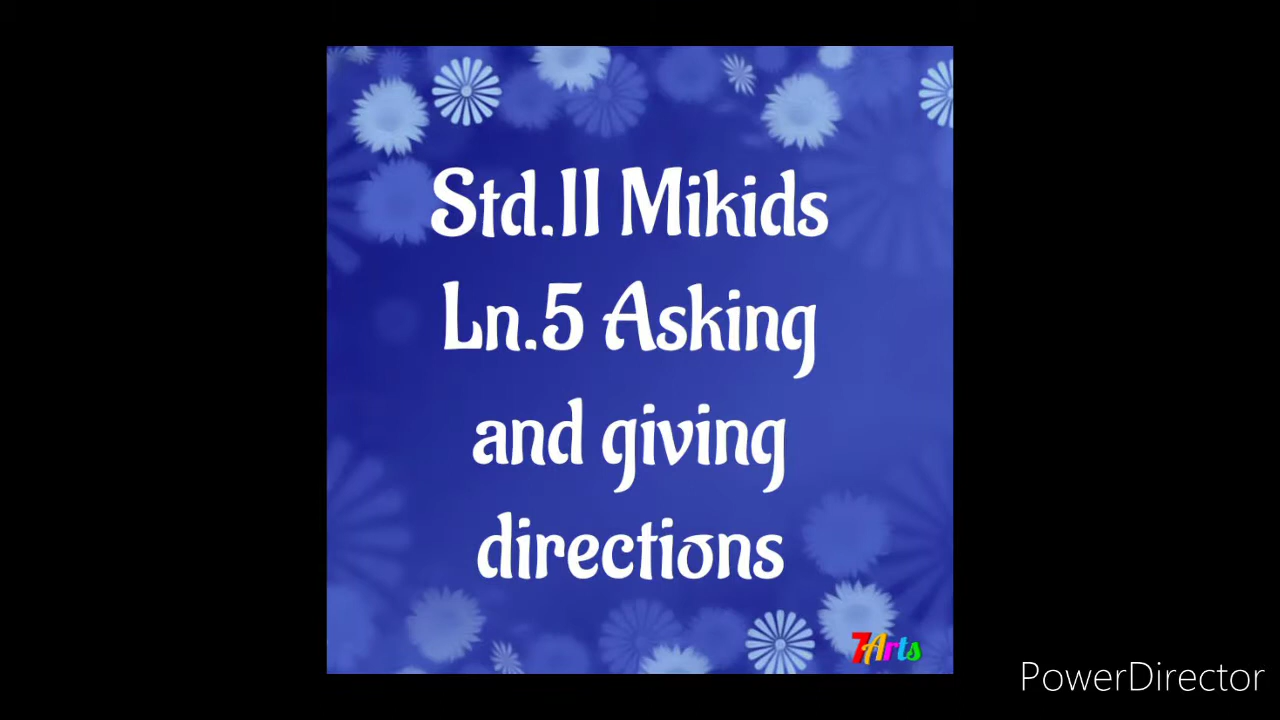 Std.II Mikids
Ln.5 Asking
and giving
directions
7Arts
PowerDirector